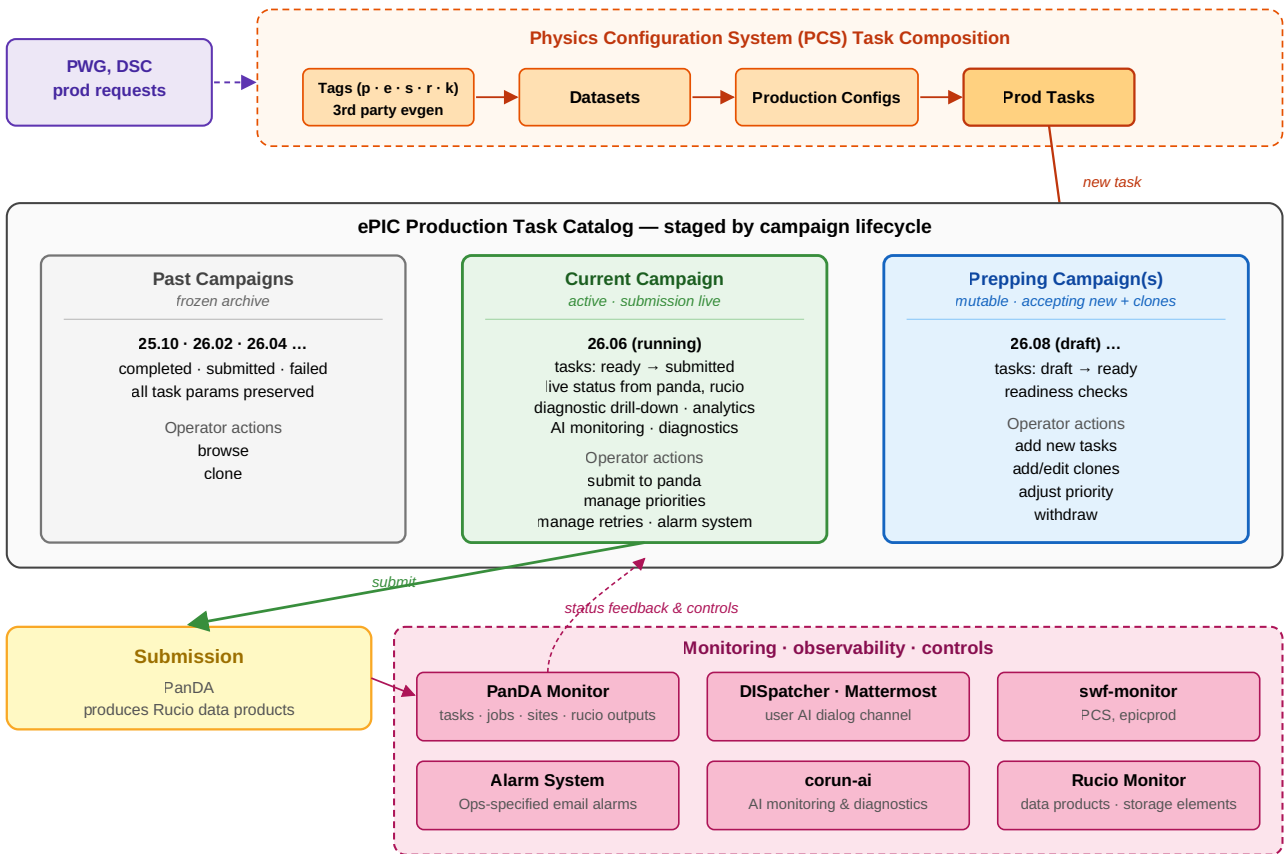 PWG, DSC
prod requests
Physics Configuration System (PCS) Task Composition
Tags (p · e · s · r · k)
3rd party evgen
Datasets
Production Configs
Prod Tasks
new task
ePIC Production Task Catalog — staged by campaign lifecycle
Past Campaigns
frozen archive
25.10 · 26.02 · 26.04 ...
completed · submitted · failed
all task params preserved
Operator actions
browse
clone
Current Campaign
active · submission live
26.06 (running)
tasks: ready → submitted
live status from panda, rucio
diagnostic drill-down · analytics
AI monitoring · diagnostics
Operator actions
submit to panda
manage priorities
manage retries · alarm system
Prepping Campaign(s)
mutable · accepting new + clones
26.08 (draft) ...
tasks: draft → ready
readiness checks
Operator actions
add new tasks
add/edit clones
adjust priority
withdraw
submit
status feedback & controls
Submission
PanDA
produces Rucio data products
Monitoring · observability · controls
PanDA Monitor
tasks · jobs · sites · rucio outputs
DISpatcher · Mattermost
user AI dialog channel
swf-monitor
PCS, epicprod
Alarm System
Ops-specified email alarms
corun-ai
AI monitoring & diagnostics
Rucio Monitor
data products · storage elements